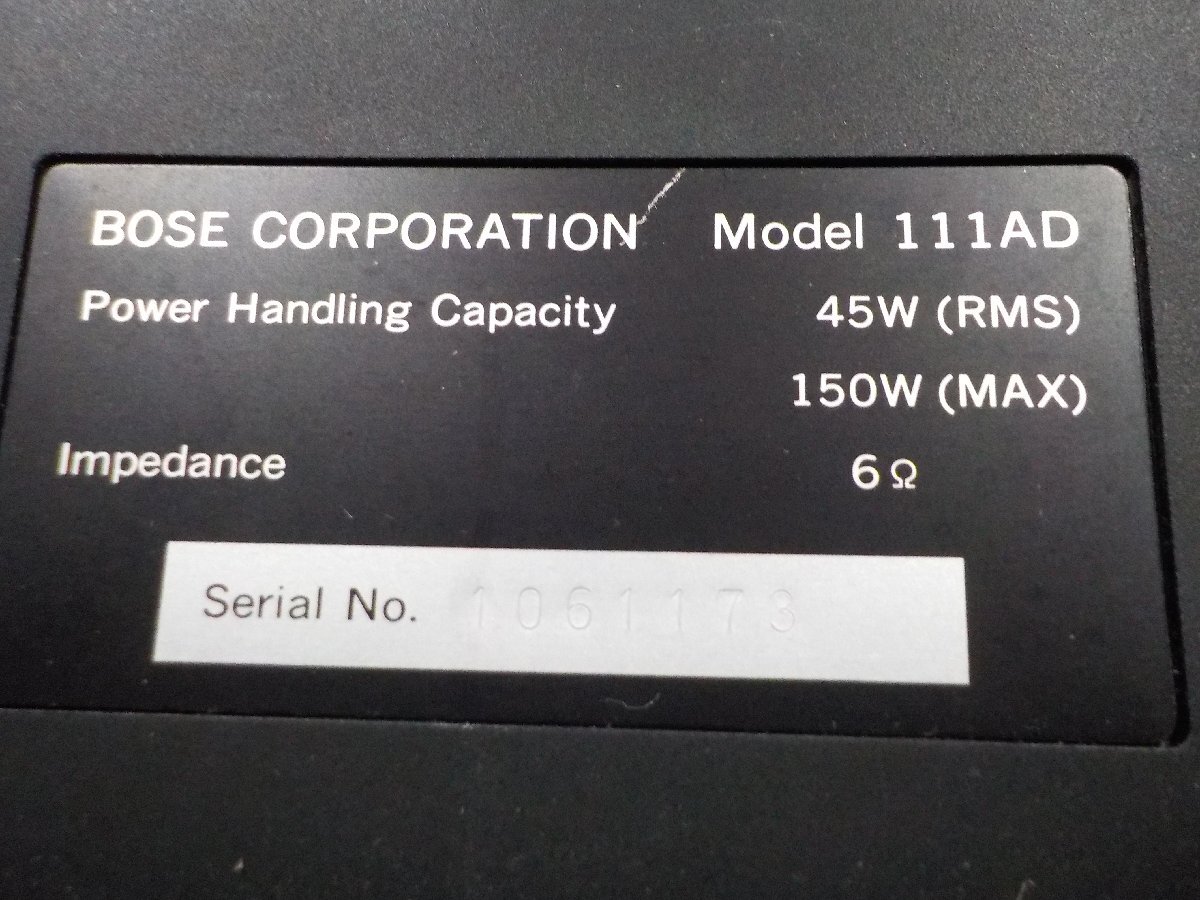 BOSE CORPORATION Model 111AD
Power Handling Capacity 45W (RMS)
150W (MAX)
Impedance 6Ω
Serial No. 1061173